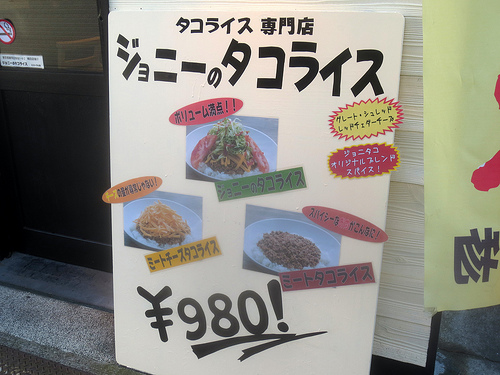 タコライス 専門店
ジョニーのタコライス
ボリューム満点!!
グレート・シュレッド
レッドチェダーチーズ
ジョニタコ
オリジナルブレンド
スパイス!
ジョニーのタコライス
ミートチーズタコライス
スパイシーな
ミートタコライス
¥980!